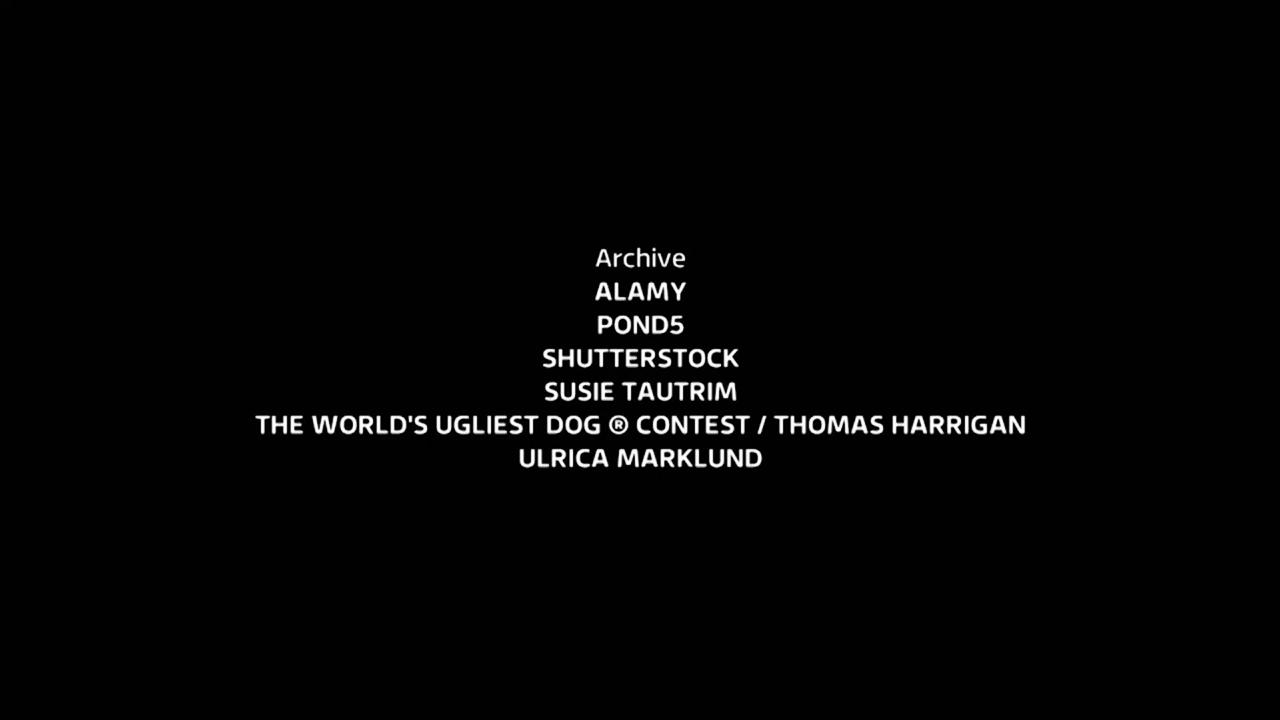 Archive
ALAMY
POND5
SHUTTERSTOCK
SUSIE TAUTRIM
THE WORLD'S UGLIEST DOG ® CONTEST / THOMAS HARRIGAN
ULRICA MARKLUND